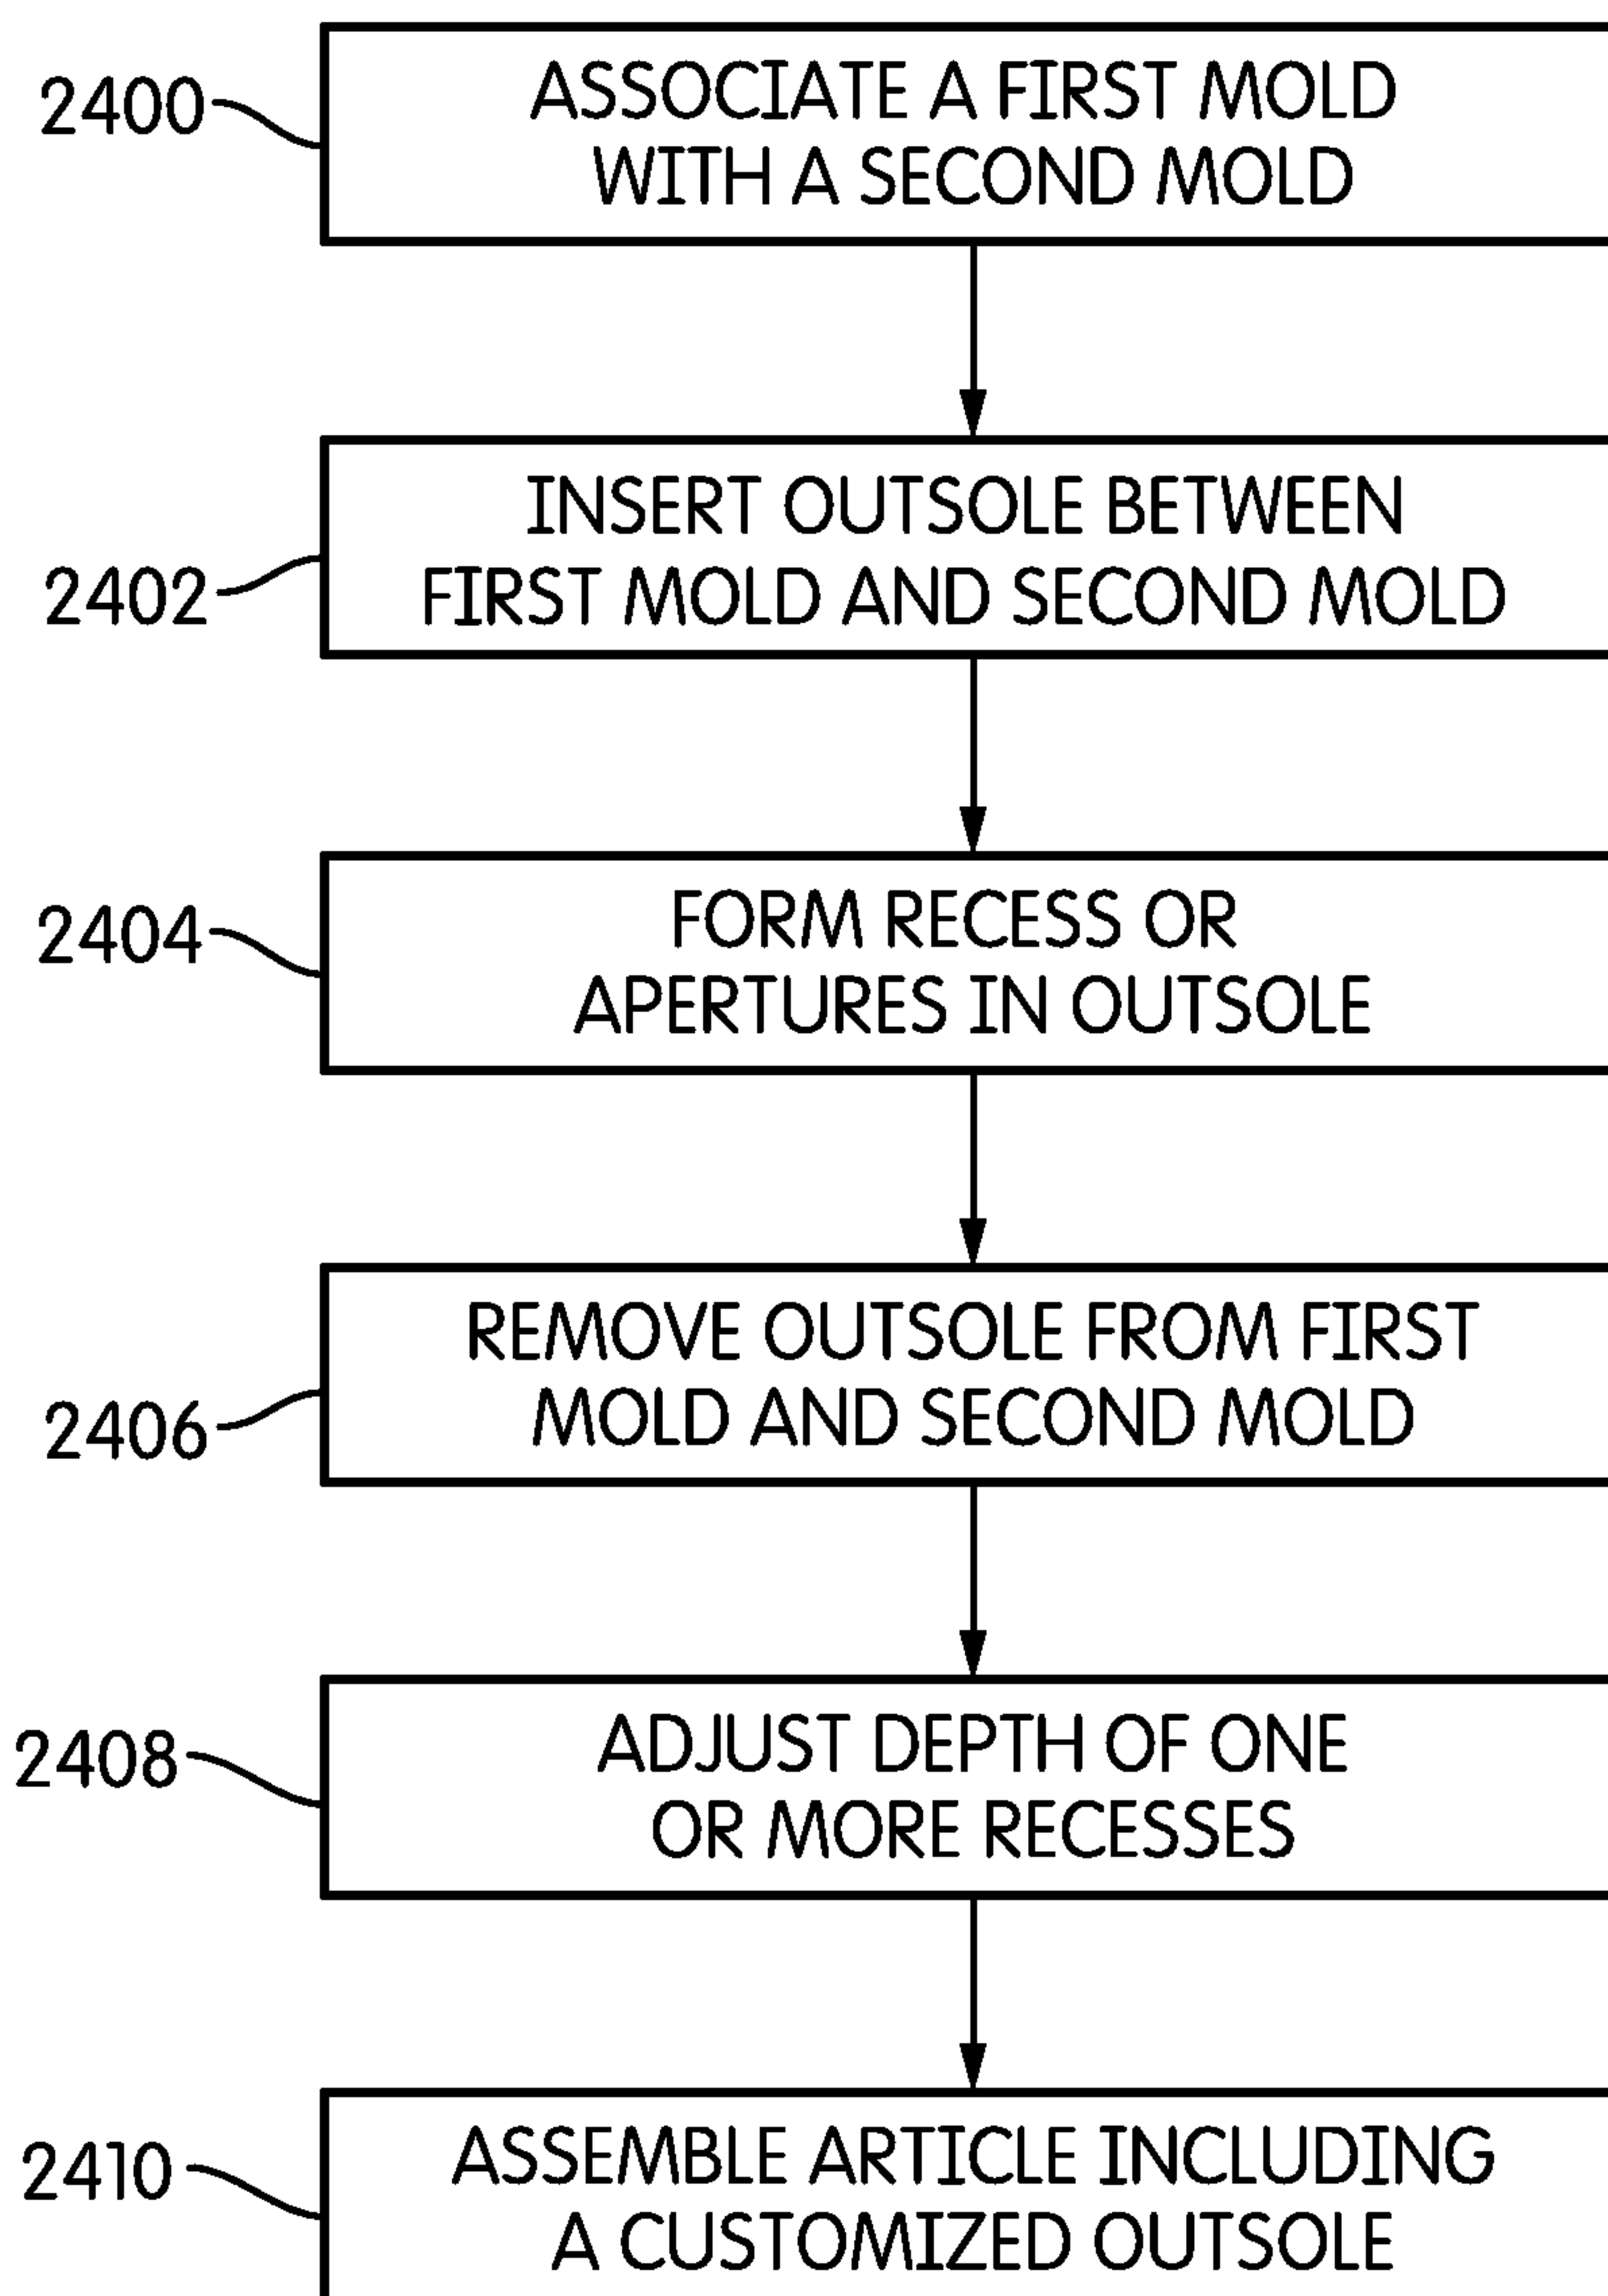 2400
ASSOCIATE A FIRST MOLD
WITH A SECOND MOLD
2402
INSERT OUTSOLE BETWEEN
FIRST MOLD AND SECOND MOLD
2404
FORM RECESS OR
APERTURES IN OUTSOLE
2406
REMOVE OUTSOLE FROM FIRST
MOLD AND SECOND MOLD
2408
ADJUST DEPTH OF ONE
OR MORE RECESSES
2410
ASSEMBLE ARTICLE INCLUDING
A CUSTOMIZED OUTSOLE